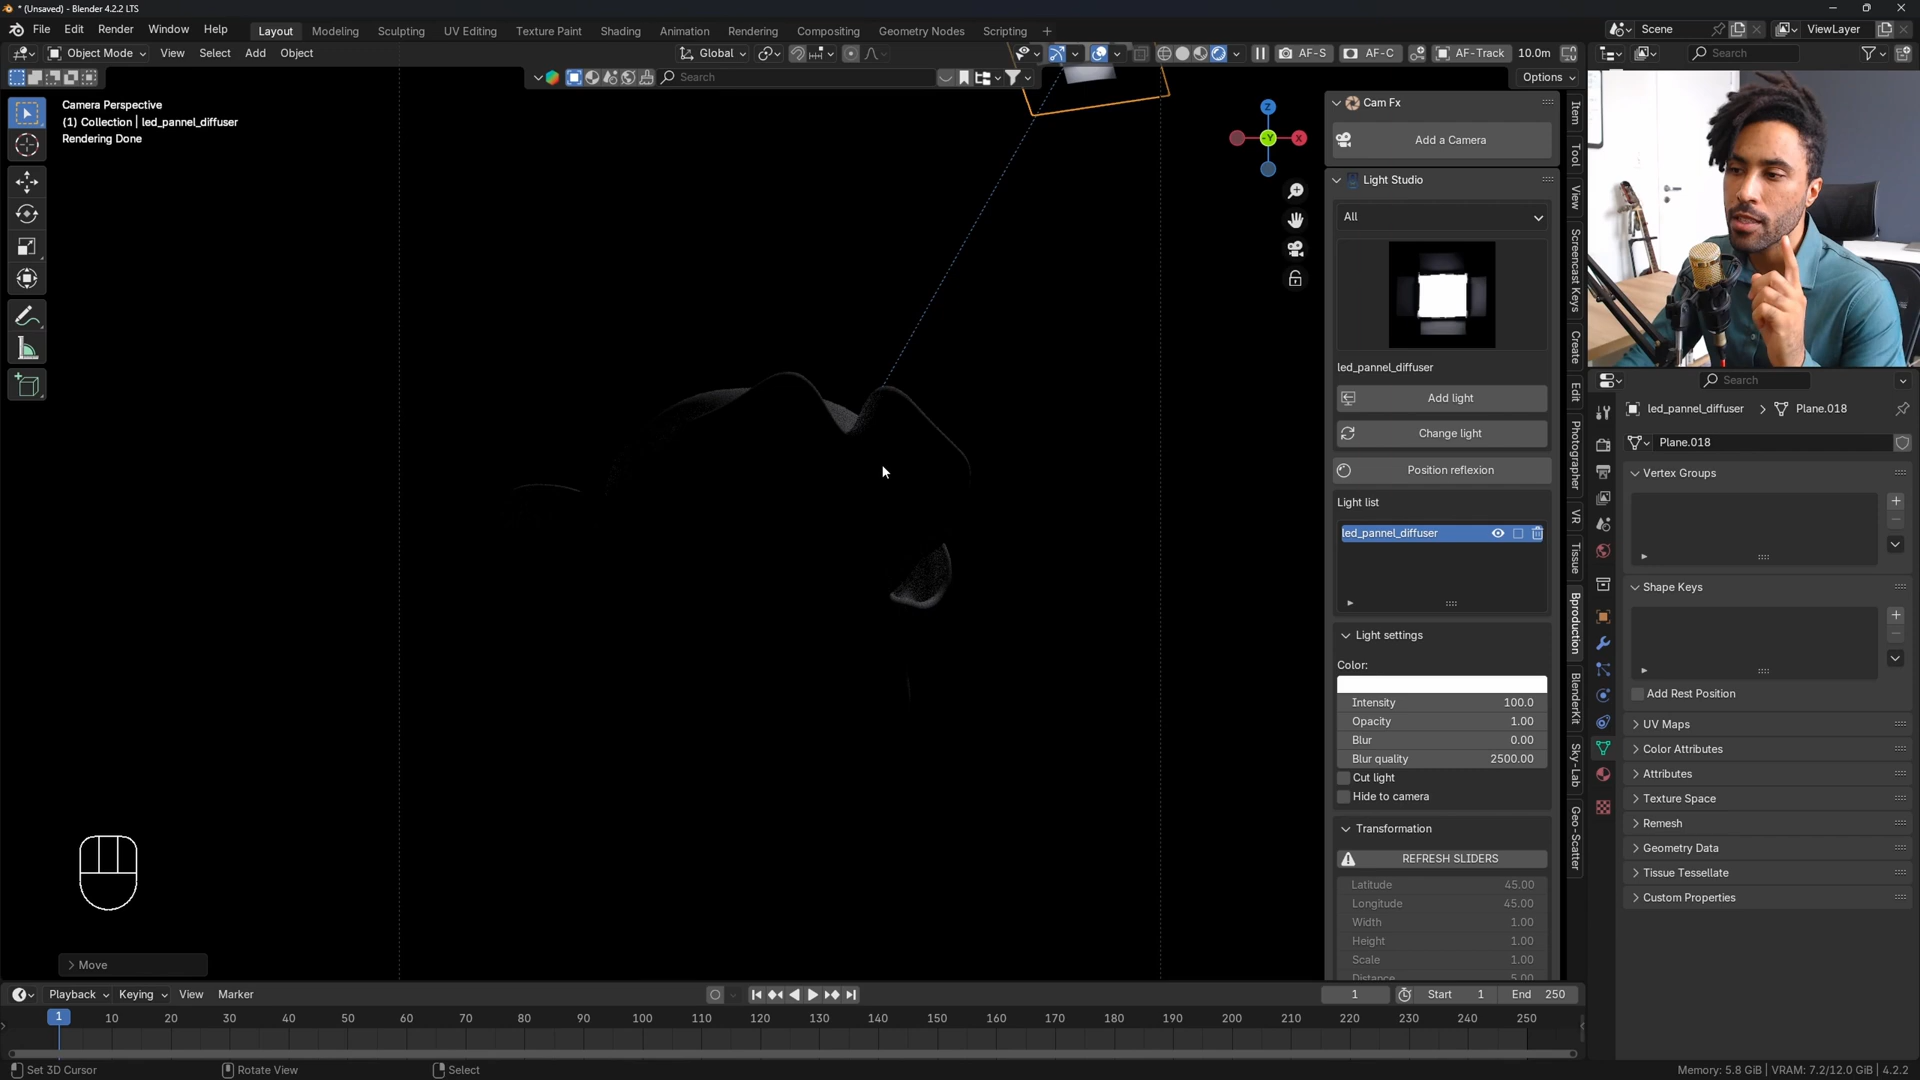 * (Unsaved) - Blender 4.2.2 LTS
File Edit Render Window Help Layout Modeling Sculpting UV Editing Texture Paint Shading Animation Rendering Compositing Geometry Nodes Scripting + Scene ViewLayer
Object Mode View Select Add Object Global AF-S AF-C AF-Track 10.0m Search
Search Options
Camera Perspective
(1) Collection | led_pannel_diffuser
Rendering Done
Z
-Y
X
Cam Fx
Add a Camera
Light Studio
All
led_pannel_diffuser
Add light
Change light
Position reflexion
Light list
led_pannel_diffuser
Light settings
Color:
Intensity 100.0
Opacity 1.00
Blur 0.00
Blur quality 2500.00
Cut light
Hide to camera
Transformation
REFRESH SLIDERS
Latitude 45.00
Longitude 45.00
Width 1.00
Height 1.00
Scale 1.00
Distance 5.00
Item
Tool
View
Screencast Keys
Create
Edit
Photographer
VR
Tissue
Bproduction
BlenderKit
Sky-Lab
Geo-Scatter
Search
led_pannel_diffuser > Plane.018
Plane.018
Vertex Groups
Shape Keys
Add Rest Position
UV Maps
Color Attributes
Attributes
Texture Space
Remesh
Geometry Data
Tissue Tessellate
Custom Properties
> Move
Playback Keying View Marker 1 Start 1 End 250
1 10 20 30 40 50 60 70 80 90 100 110 120 130 140 150 160 170 180 190 200 210 220 230 240 250
Set 3D Cursor Rotate View Select Memory: 5.8 GiB | VRAM: 7.2/12.0 GiB | 4.2.2